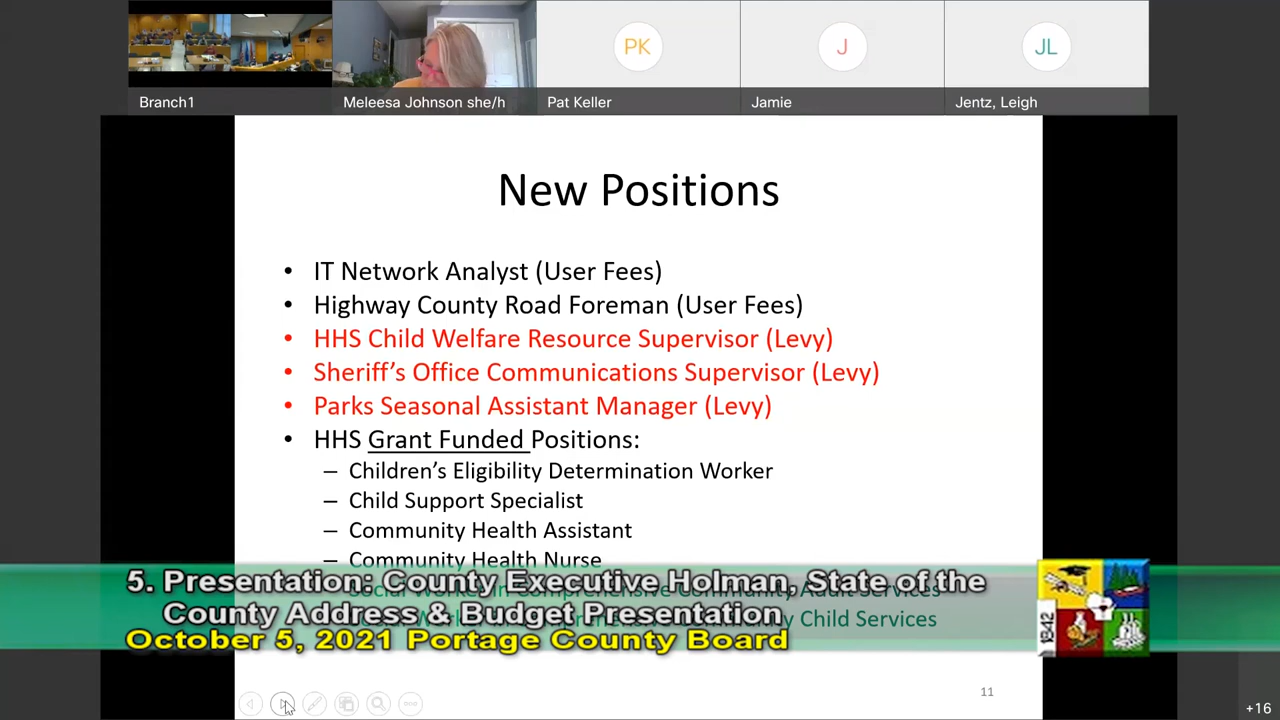 Branch1
Meleesa Johnson she/h
PK
Pat Keller
J
Jamie
JL
Jentz, Leigh
New Positions
• IT Network Analyst (User Fees)
• Highway County Road Foreman (User Fees)
• HHS Child Welfare Resource Supervisor (Levy)
• Sheriff’s Office Communications Supervisor (Levy)
• Parks Seasonal Assistant Manager (Levy)
• HHS Grant Funded Positions:
– Children’s Eligibility Determination Worker
– Child Support Specialist
– Community Health Assistant
– Community Health Nurse
Child Services
5. Presentation: County Executive Holman, State of the
County Address & Budget Presentation
October 5, 2021 Portage County Board
1842
11
+16